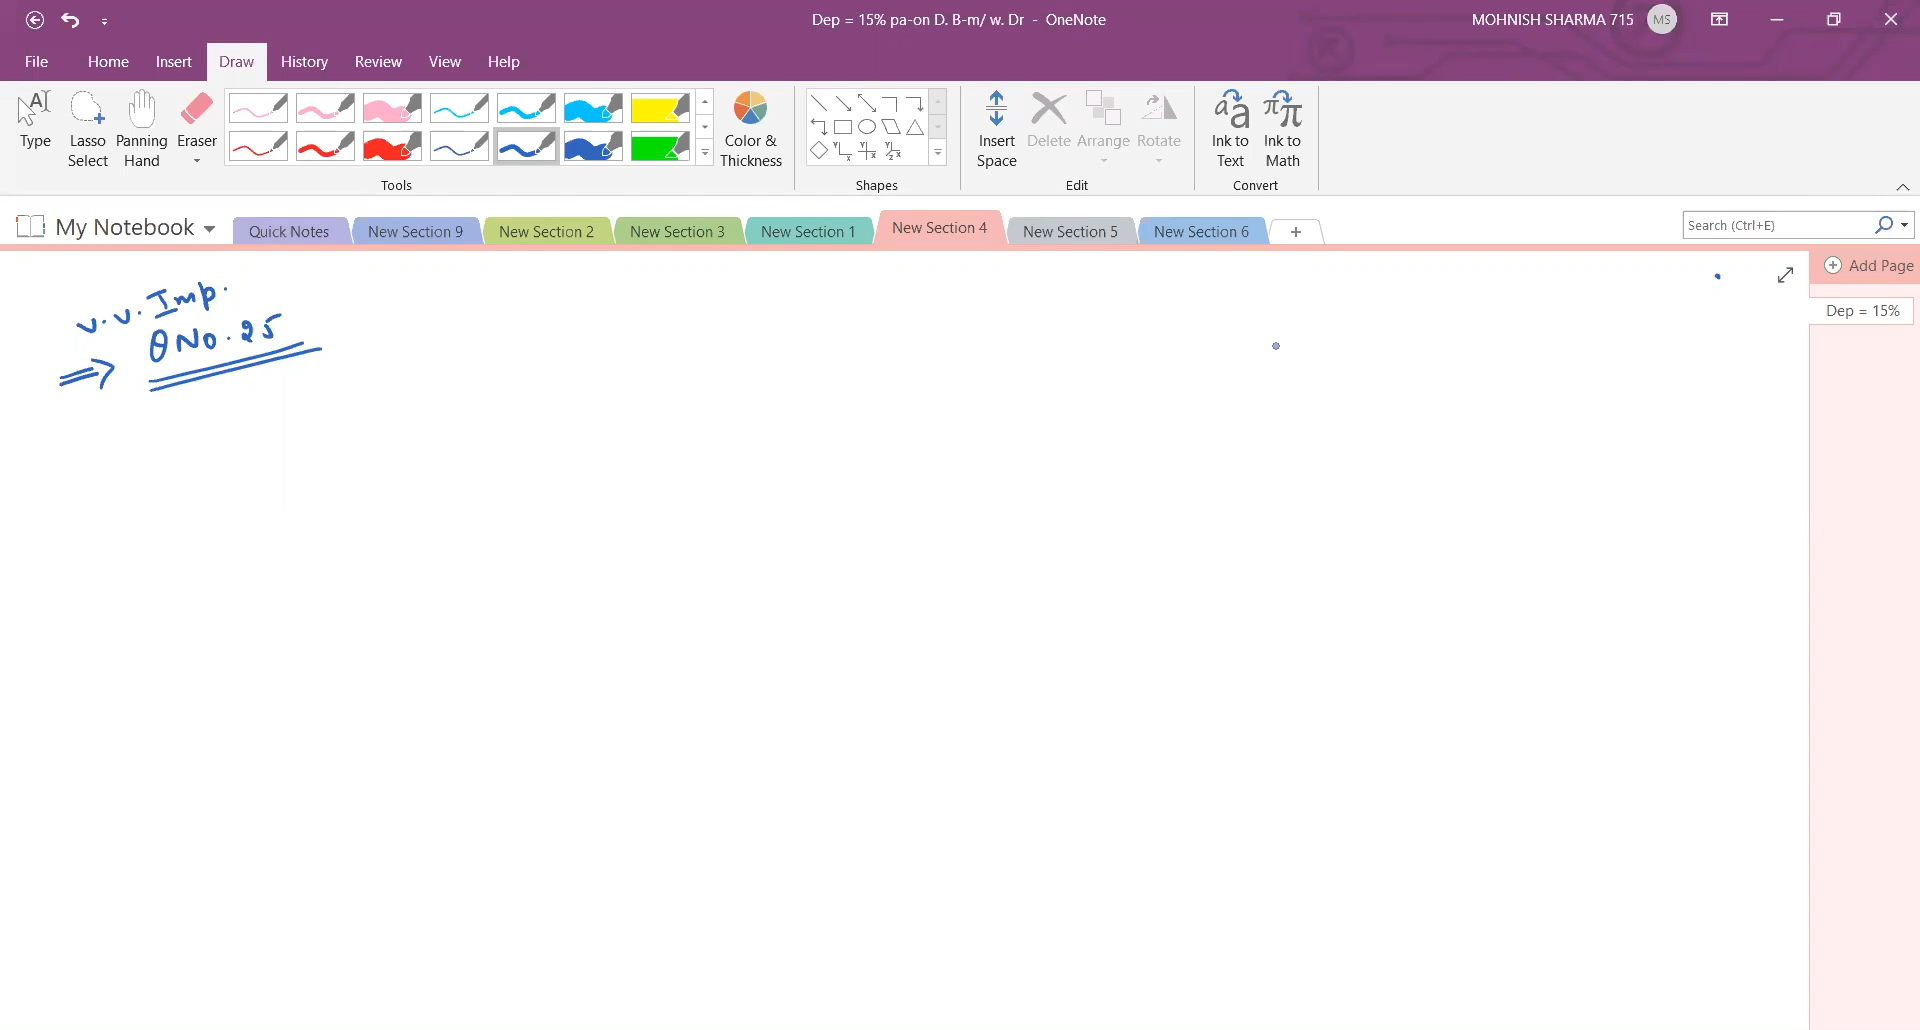 Dep = 15% pa-on D. B-m/ w. Dr - OneNote
MOHNISH SHARMA 715 MS
File Home Insert Draw History Review View Help
Type
Lasso Select
Panning Hand
Eraser
Color & Thickness
Insert Space
Delete
Arrange
Rotate
Ink to Text
Ink to Math
Tools Shapes Edit Convert
My Notebook Quick Notes New Section 9 New Section 2 New Section 3 New Section 1 New Section 4 New Section 5 New Section 6 Search (Ctrl+E)
Add Page
Dep = 15%
v.v. Imp.
⇒ QNo. 25